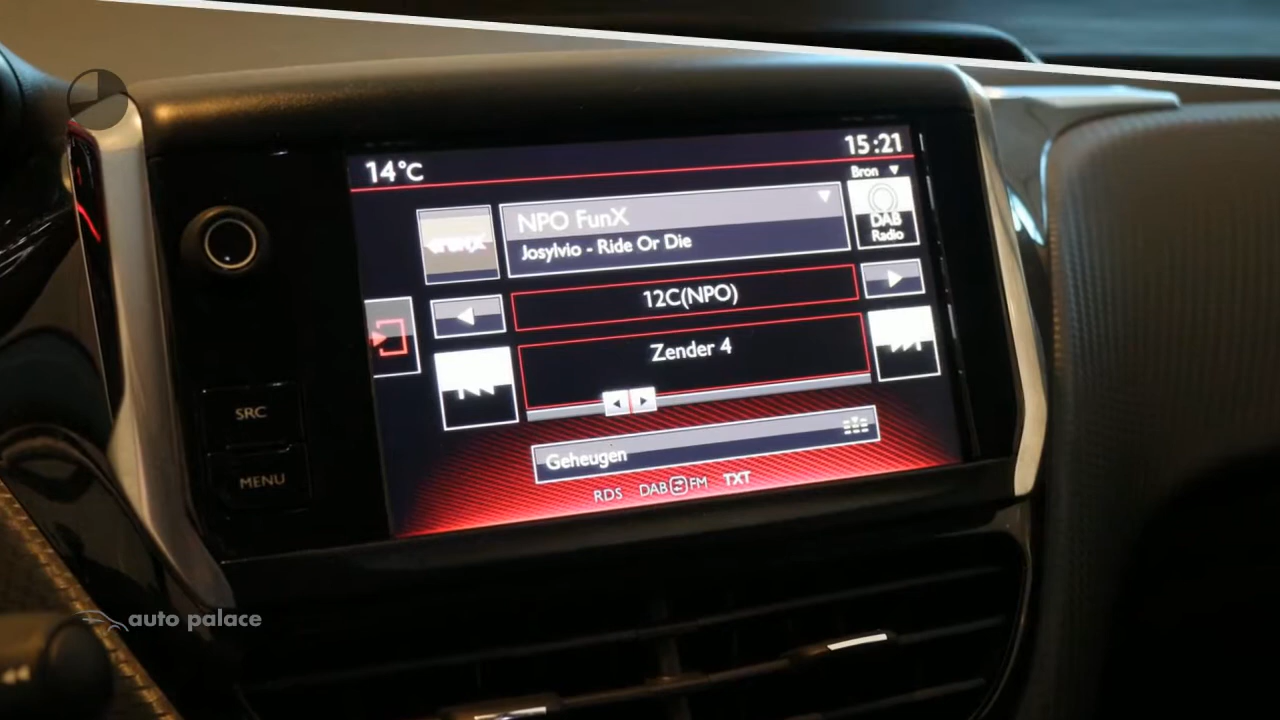 14°C
15:21
Bron
funX
NPO FunX
Josylvio - Ride Or Die
DAB
Radio
12C(NPO)
Zender 4
SRC
MENU
Geheugen
RDS DAB FM TXT
auto palace